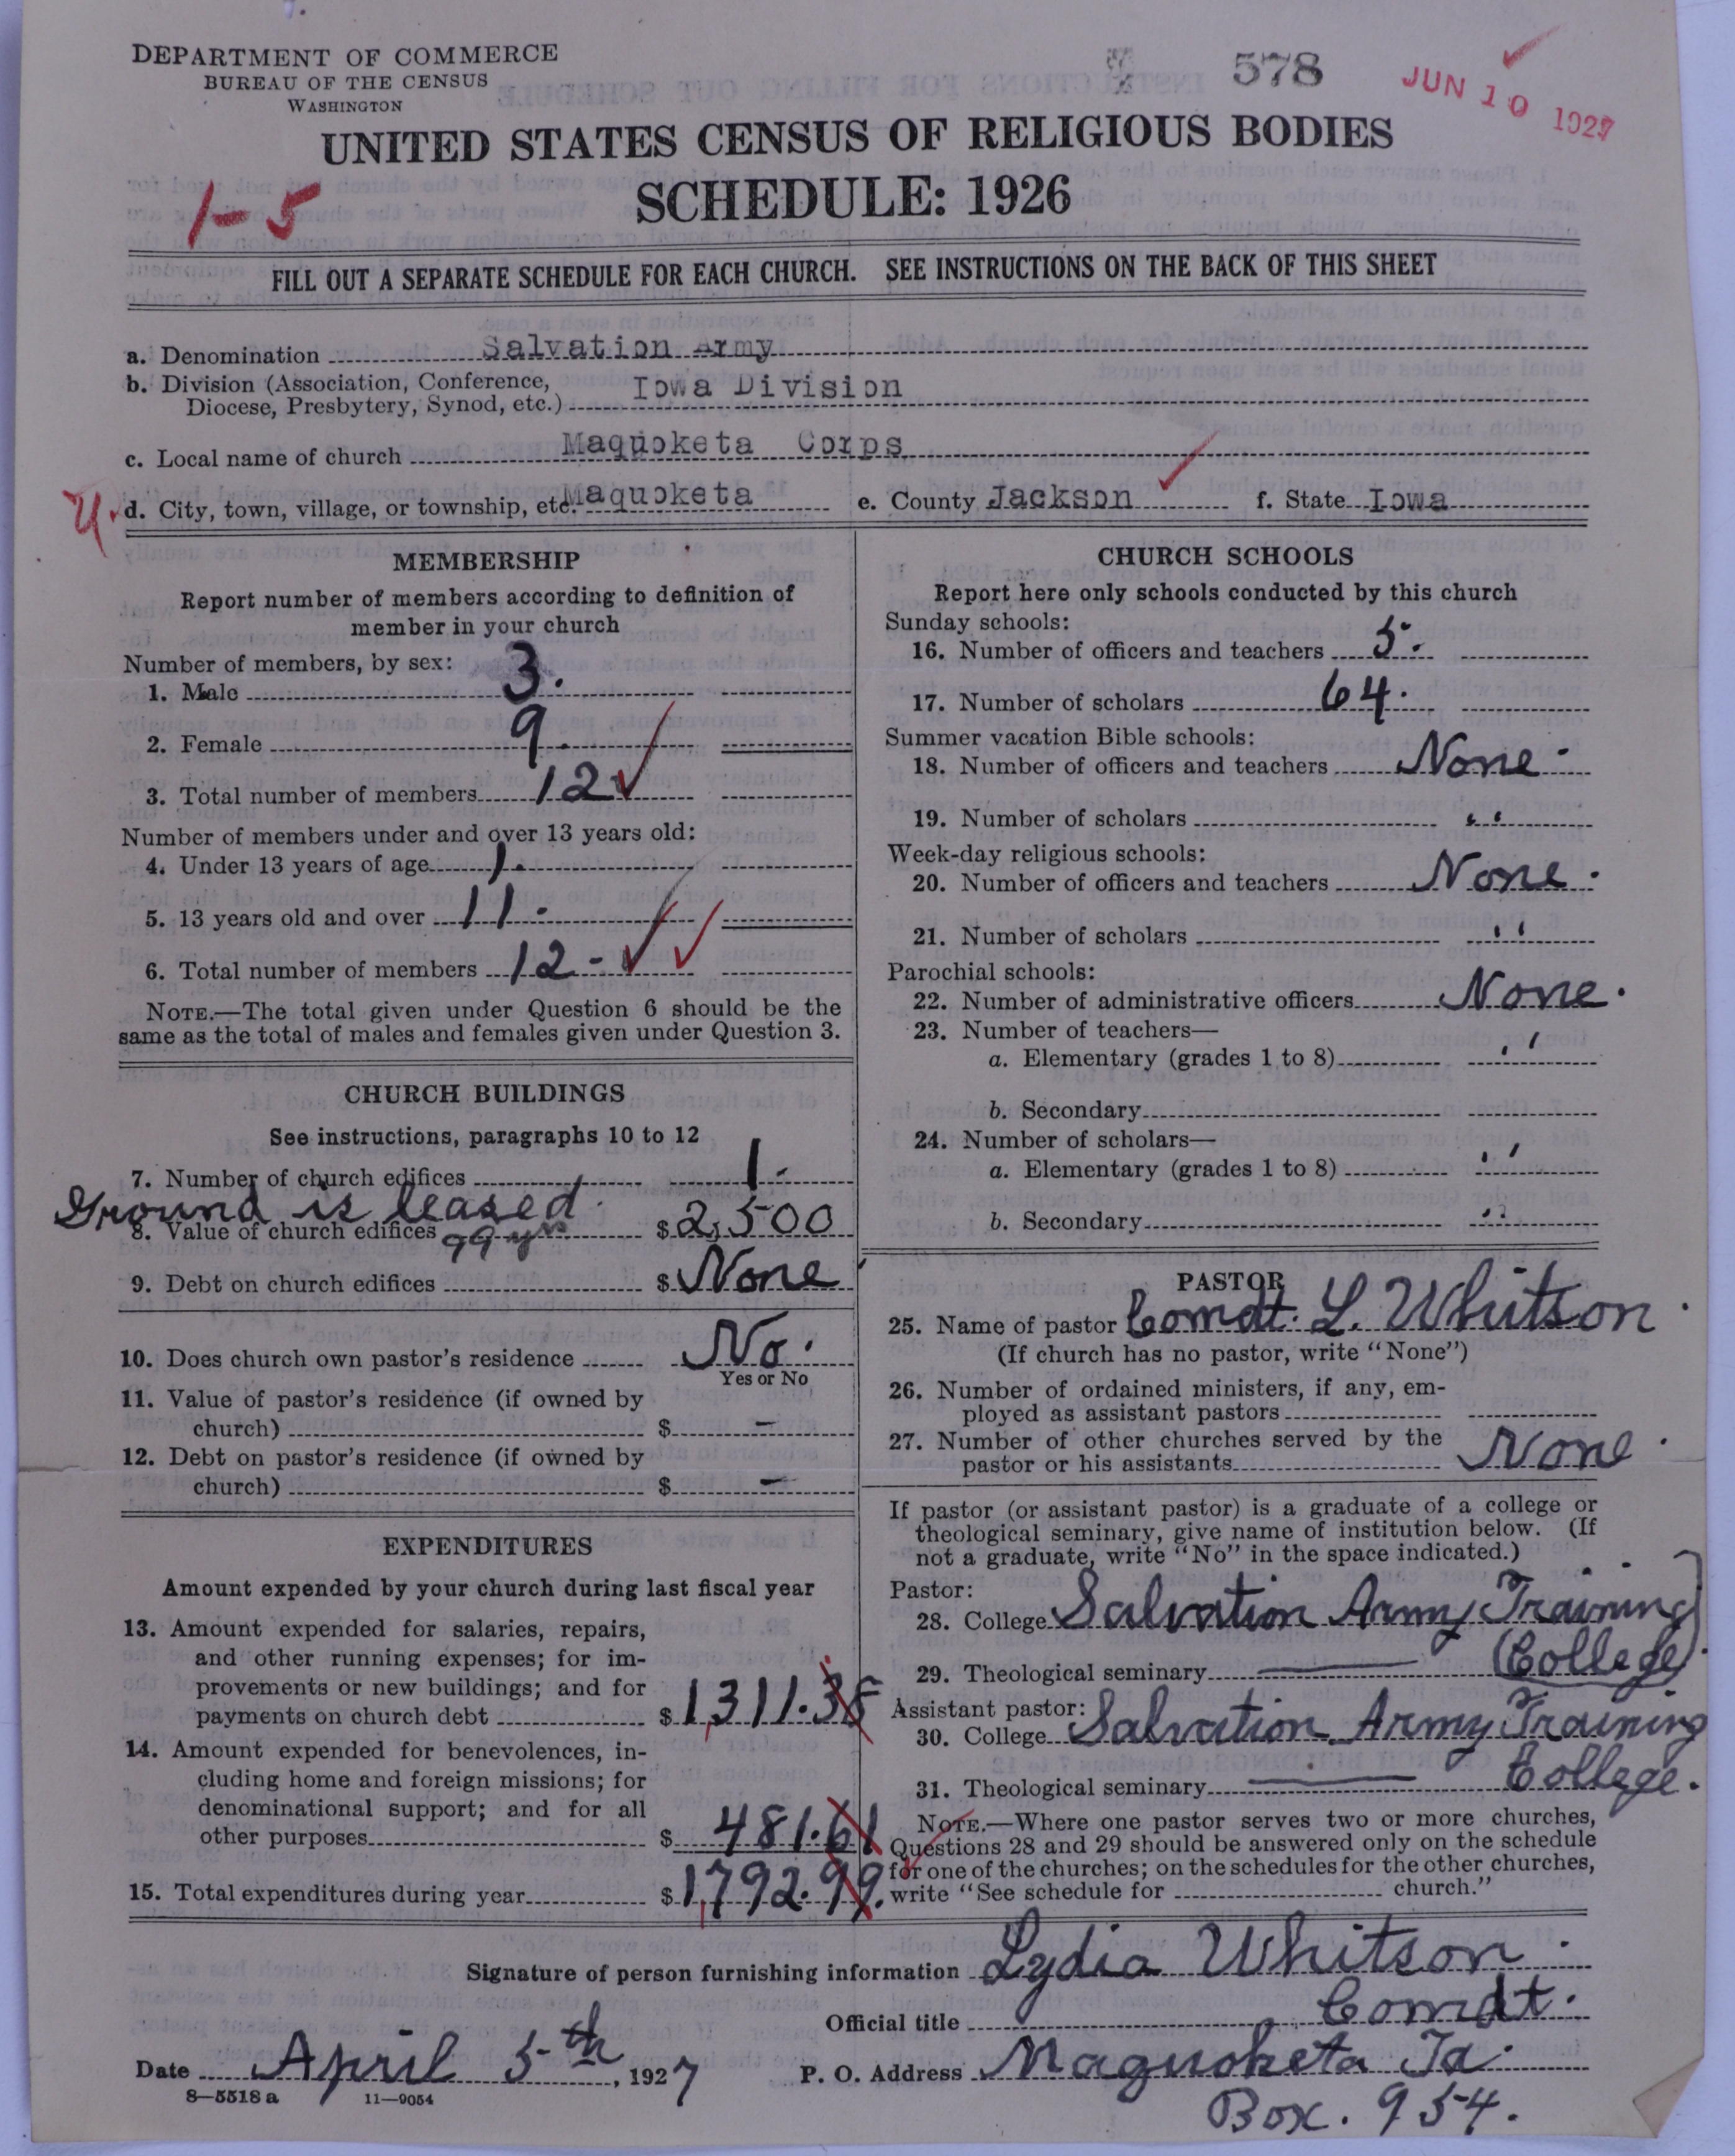 DEPARTMENT OF COMMERCE
BUREAU OF THE CENSUS
WASHINGTON
578
JUN 10 1927
UNITED STATES CENSUS OF RELIGIOUS BODIES
SCHEDULE: 1926
1-5
FILL OUT A SEPARATE SCHEDULE FOR EACH CHURCH. SEE INSTRUCTIONS ON THE BACK OF THIS SHEET
a. Denomination Salvation Army
b. Division (Association, Conference, Diocese, Presbytery, Synod, etc.) Iowa Division
c. Local name of church Maquoketa Corps
d. City, town, village, or township, etc. Maquoketa e. County Jackson f. State Iowa
MEMBERSHIP
Report number of members according to definition of
member in your church
Number of members, by sex:
1. Male 3.
2. Female 9.
3. Total number of members 12
Number of members under and over 13 years old:
4. Under 13 years of age 1.
5. 13 years old and over 11.
6. Total number of members 12-
NOTE.—The total given under Question 6 should be the
same as the total of males and females given under Question 3.
CHURCH BUILDINGS
See instructions, paragraphs 10 to 12
7. Number of church edifices 1.
Ground is leased
99 yrs
8. Value of church edifices $2,500
9. Debt on church edifices $ None
10. Does church own pastor's residence No.
Yes or No
11. Value of pastor's residence (if owned by
church) $ -
12. Debt on pastor's residence (if owned by
church) $ -
EXPENDITURES
Amount expended by your church during last fiscal year
13. Amount expended for salaries, repairs,
and other running expenses; for im-
provements or new buildings; and for
payments on church debt $1,311.38
14. Amount expended for benevolences, in-
cluding home and foreign missions; for
denominational support; and for all
other purposes $ 481.61
15. Total expenditures during year $1,792.99.
CHURCH SCHOOLS
Report here only schools conducted by this church
Sunday schools:
16. Number of officers and teachers 5.
17. Number of scholars 64.
Summer vacation Bible schools:
18. Number of officers and teachers None.
19. Number of scholars "
Week-day religious schools:
20. Number of officers and teachers None.
21. Number of scholars "
Parochial schools:
22. Number of administrative officers None.
23. Number of teachers—
a. Elementary (grades 1 to 8) "
b. Secondary
24. Number of scholars—
a. Elementary (grades 1 to 8) "
b. Secondary "
PASTOR
25. Name of pastor Comdt. L. Whitson.
(If church has no pastor, write "None")
26. Number of ordained ministers, if any, em-
ployed as assistant pastors
27. Number of other churches served by the
pastor or his assistants None.
If pastor (or assistant pastor) is a graduate of a college or
theological seminary, give name of institution below. (If
not a graduate, write "No" in the space indicated.)
Pastor:
28. College Salvation Army Training
(College)
29. Theological seminary —
Assistant pastor:
30. College Salvation Army Training
College.
31. Theological seminary —
NOTE.—Where one pastor serves two or more churches,
Questions 28 and 29 should be answered only on the schedule
for one of the churches; on the schedules for the other churches,
write "See schedule for church."
Signature of person furnishing information Lydia Whitson.
Official title Comdt.
Date April 5th, 1927 P. O. Address Maquoketa Ia.
Box. 954.
8—5518 a 11—9054